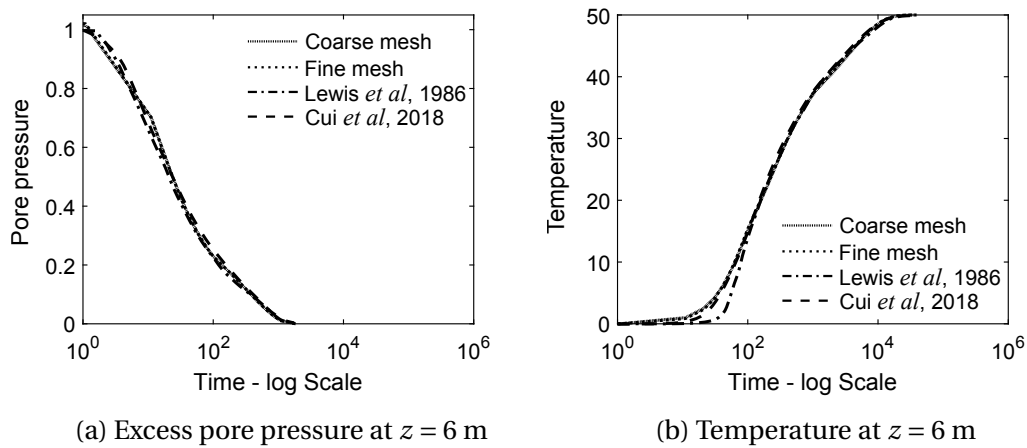 1
0.8
0.6
0.4
0.2
0
Pore pressure
Coarse mesh
Fine mesh
Lewis et al, 1986
Cui et al, 2018
10^0
10^2
10^4
10^6
Time - log Scale
(a) Excess pore pressure at z = 6 m
50
40
30
20
10
0
Temperature
Coarse mesh
Fine mesh
Lewis et al, 1986
Cui et al, 2018
10^0
10^2
10^4
10^6
Time - log Scale
(b) Temperature at z = 6 m